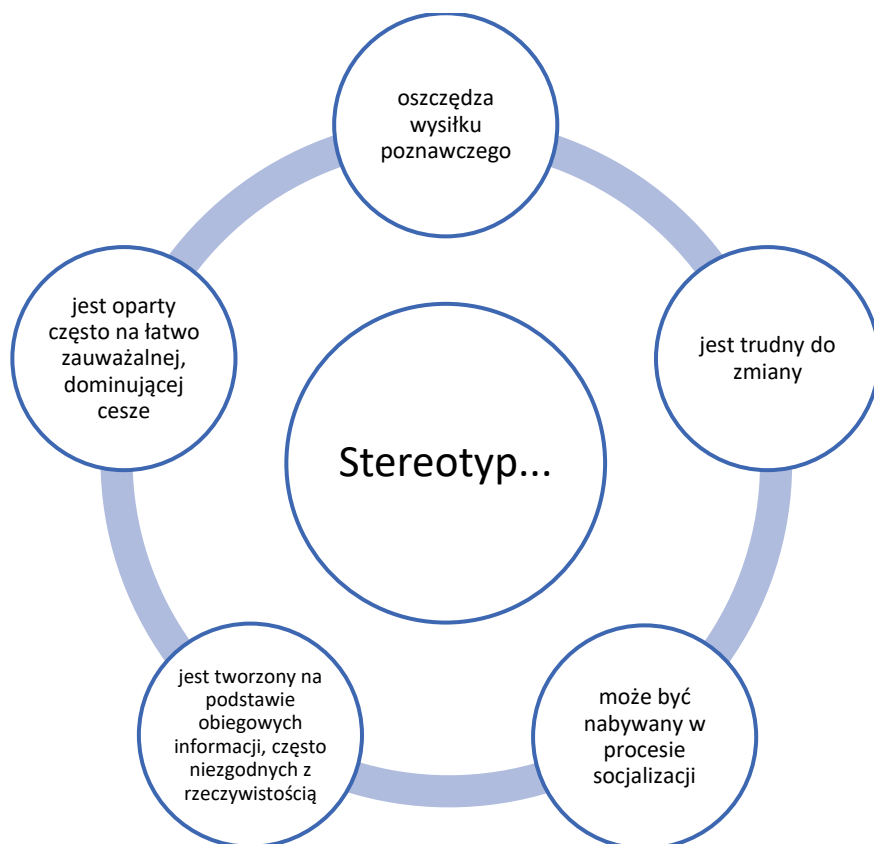 oszczędza
wysiłku
poznawczego
jest trudny do
zmiany
może być
nabywany w
procesie
socjalizacji
jest tworzony na
podstawie
obiegowych
informacji, często
niezgodnych z
rzeczywistością
jest oparty
często na łatwo
zauważalnej,
dominującej
cesze
Stereotyp...